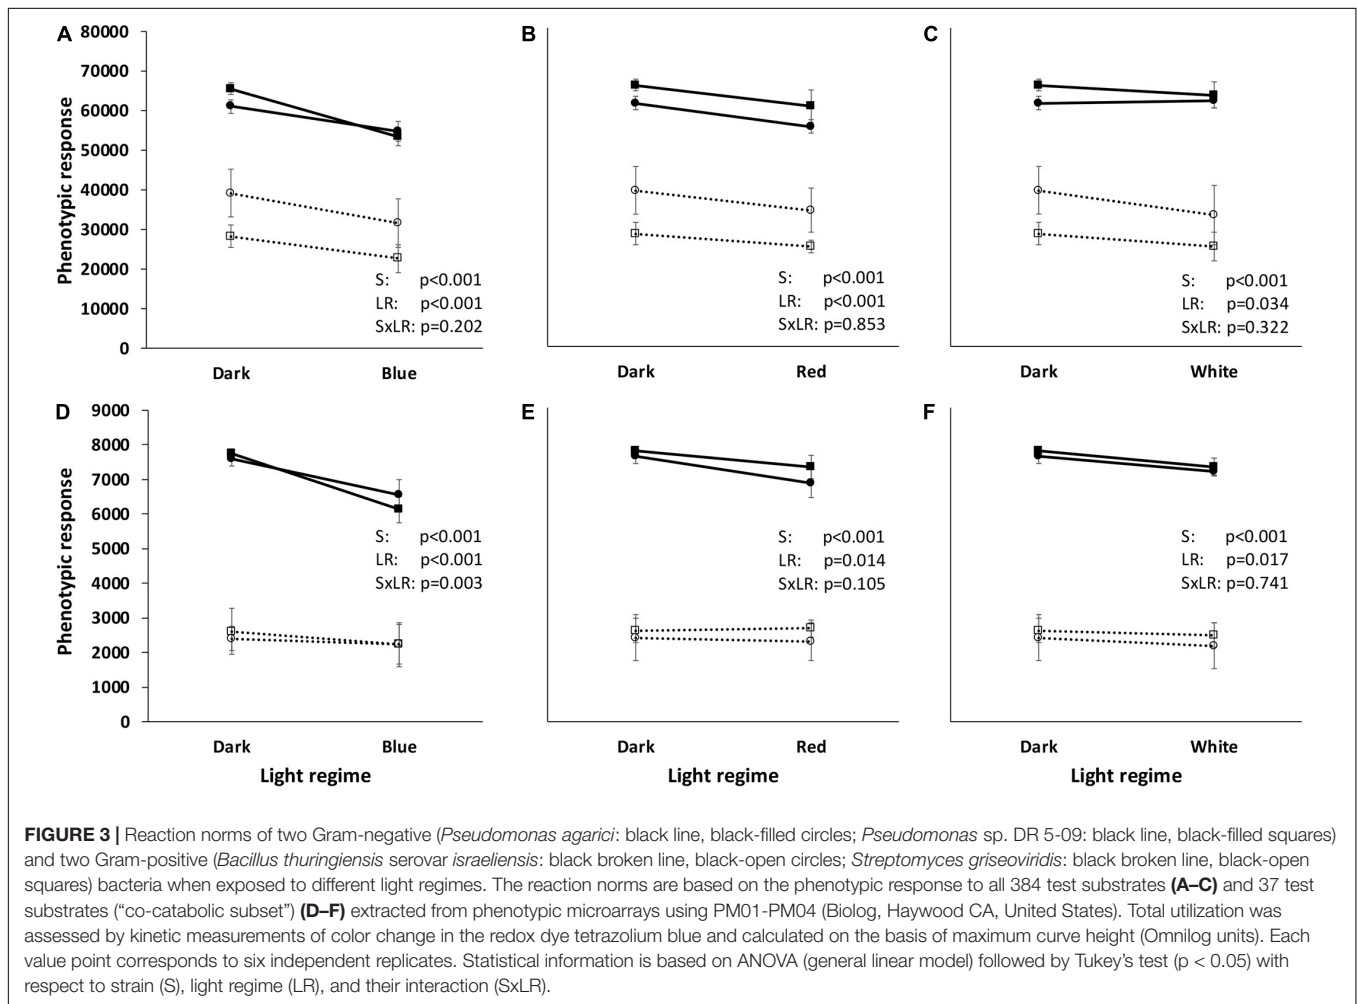 A
B
C
80000
70000
60000
50000
40000
30000
20000
10000
0
Phenotypic response
S: p<0.001
LR: p<0.001
SxLR: p=0.202
S: p<0.001
LR: p<0.001
SxLR: p=0.853
S: p<0.001
LR: p=0.034
SxLR: p=0.322
Dark Blue
Dark Red
Dark White
D
E
F
9000
8000
7000
6000
5000
4000
3000
2000
1000
0
Phenotypic response
S: p<0.001
LR: p<0.001
SxLR: p=0.003
S: p<0.001
LR: p=0.014
SxLR: p=0.105
S: p<0.001
LR: p=0.017
SxLR: p=0.741
Dark Blue
Dark Red
Dark White
Light regime
Light regime
Light regime
FIGURE 3 | Reaction norms of two Gram-negative (Pseudomonas agarici: black line, black-filled circles; Pseudomonas sp. DR 5-09: black line, black-filled squares)
and two Gram-positive (Bacillus thuringiensis serovar israeliensis: black broken line, black-open circles; Streptomyces griseoviridis: black broken line, black-open
squares) bacteria when exposed to different light regimes. The reaction norms are based on the phenotypic response to all 384 test substrates (A–C) and 37 test
substrates (“co-catabolic subset”) (D–F) extracted from phenotypic microarrays using PM01-PM04 (Biolog, Haywood CA, United States). Total utilization was
assessed by kinetic measurements of color change in the redox dye tetrazolium blue and calculated on the basis of maximum curve height (Omnilog units). Each
value point corresponds to six independent replicates. Statistical information is based on ANOVA (general linear model) followed by Tukey’s test (p < 0.05) with
respect to strain (S), light regime (LR), and their interaction (SxLR).